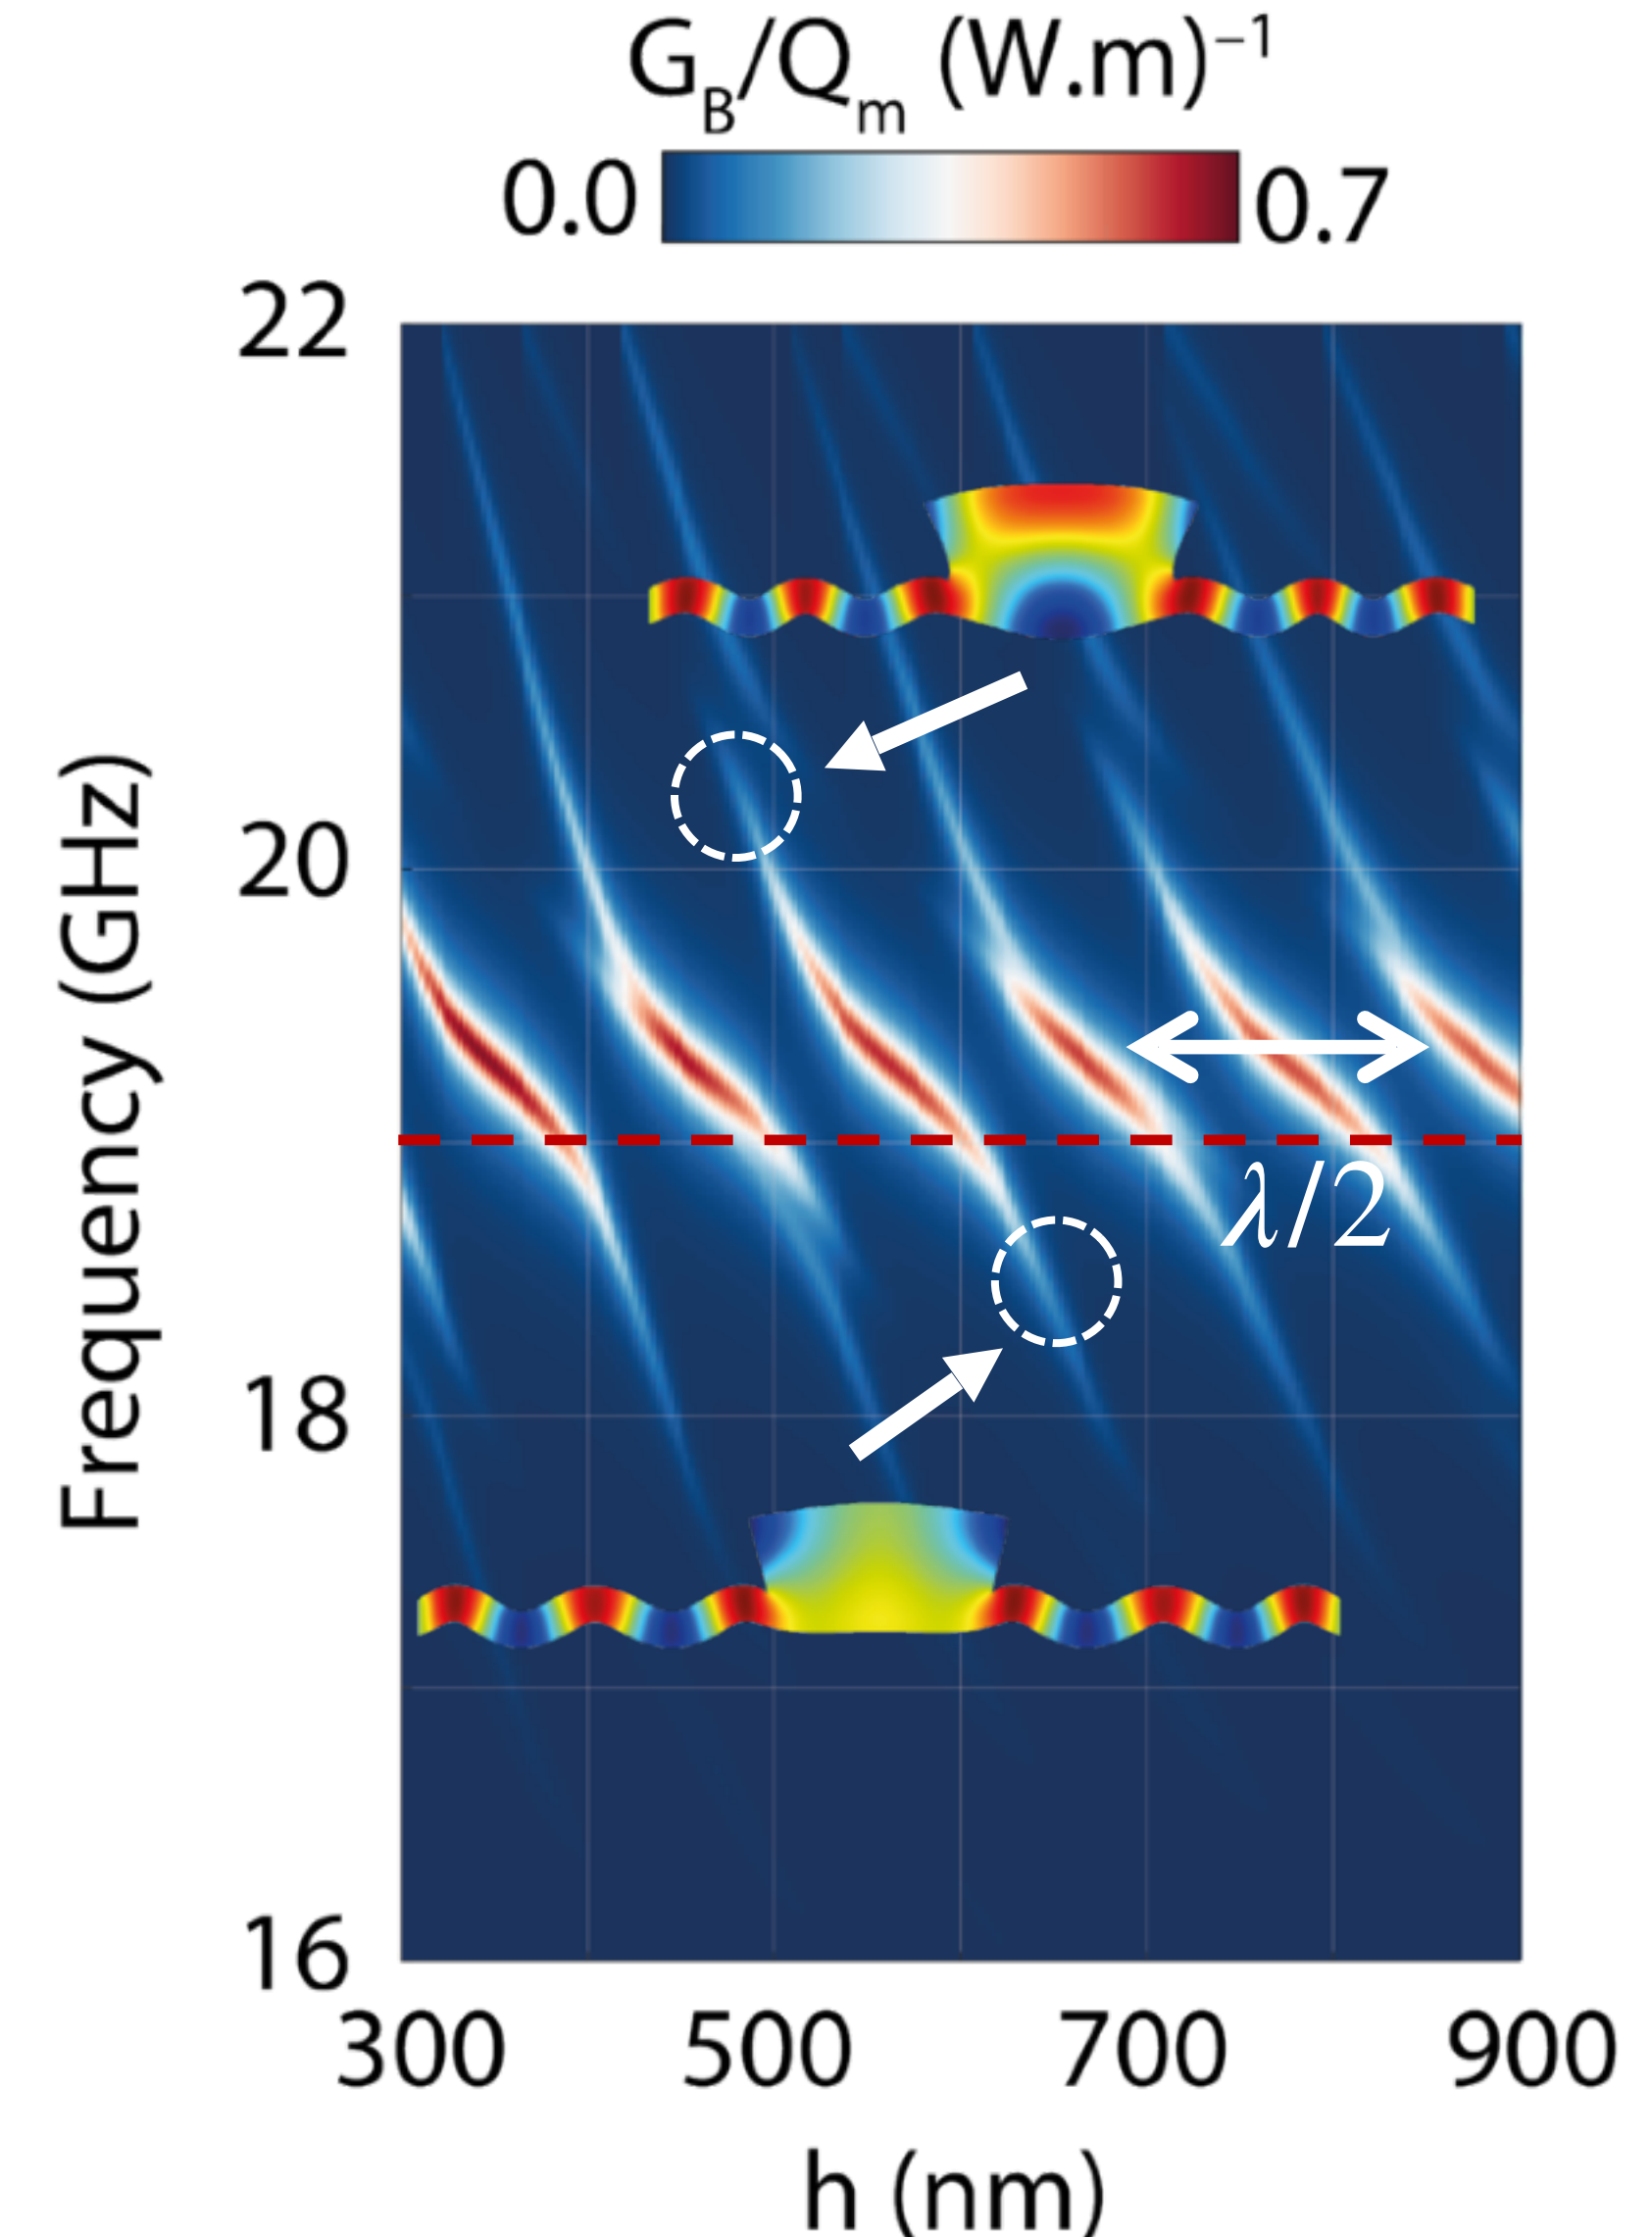 G_B/Q_m (W.m)⁻¹
0.0 0.7
22
20
18
16
Frequency (GHz)
λ/2
300 500 700 900
h (nm)